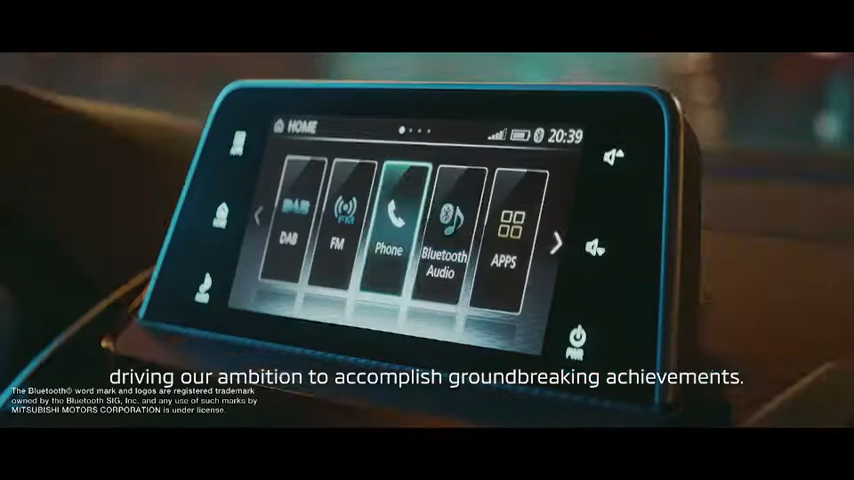 HOME
20:39
DAB
DAB
FM
FM
Phone
Bluetooth
Audio
APPS
PWR
driving our ambition to accomplish groundbreaking achievements.
The Bluetooth® word mark and logos are registered trademark
owned by the Bluetooth SIG, Inc. and any use of such marks by
MITSUBISHI MOTORS CORPORATION is under license.